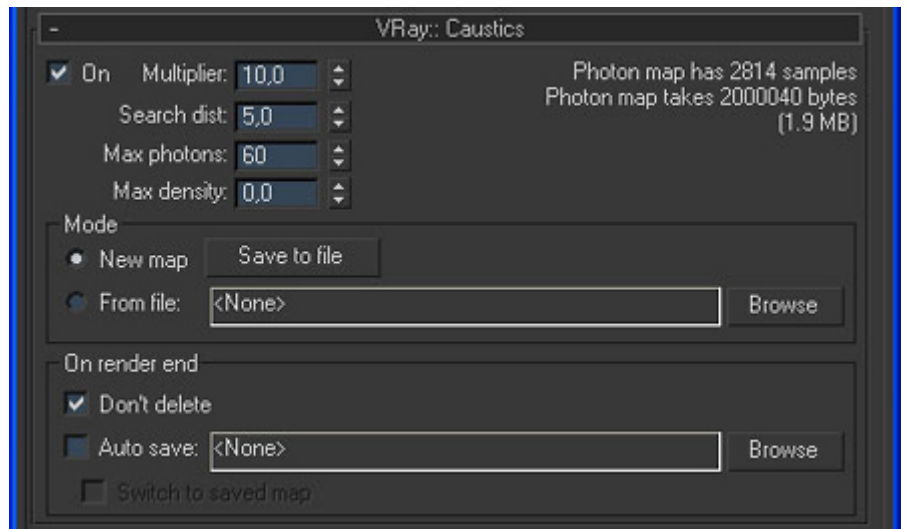 - VRay:: Caustics
On Multiplier: 10,0
Photon map has 2814 samples
Search dist: 5,0
Photon map takes 2000040 bytes
(1.9 MB)
Max photons: 60
Max density: 0,0
Mode
New map Save to file
From file: <None> Browse
On render end
Don't delete
Auto save: <None> Browse
Switch to saved map